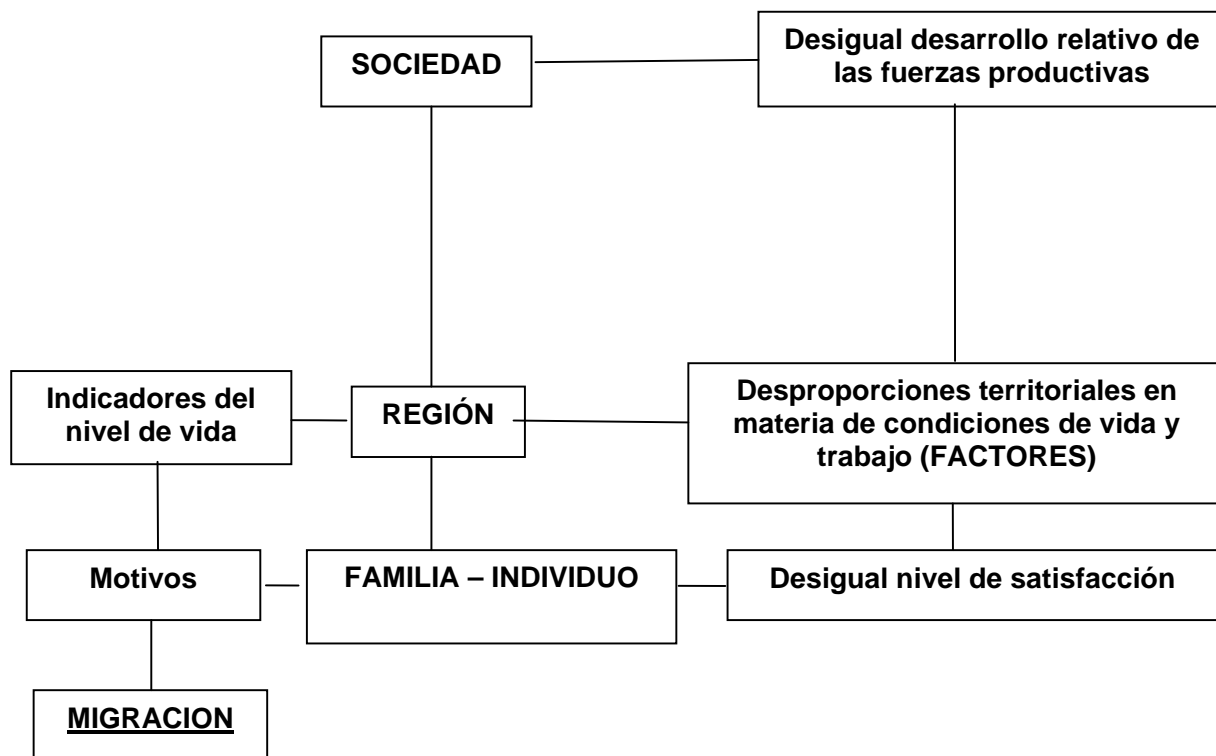 SOCIEDAD
Desigual desarrollo relativo de
las fuerzas productivas
Indicadores del
nivel de vida
REGIÓN
Desproporciones territoriales en
materia de condiciones de vida y
trabajo (FACTORES)
Motivos
FAMILIA – INDIVIDUO
Desigual nivel de satisfacción
MIGRACION